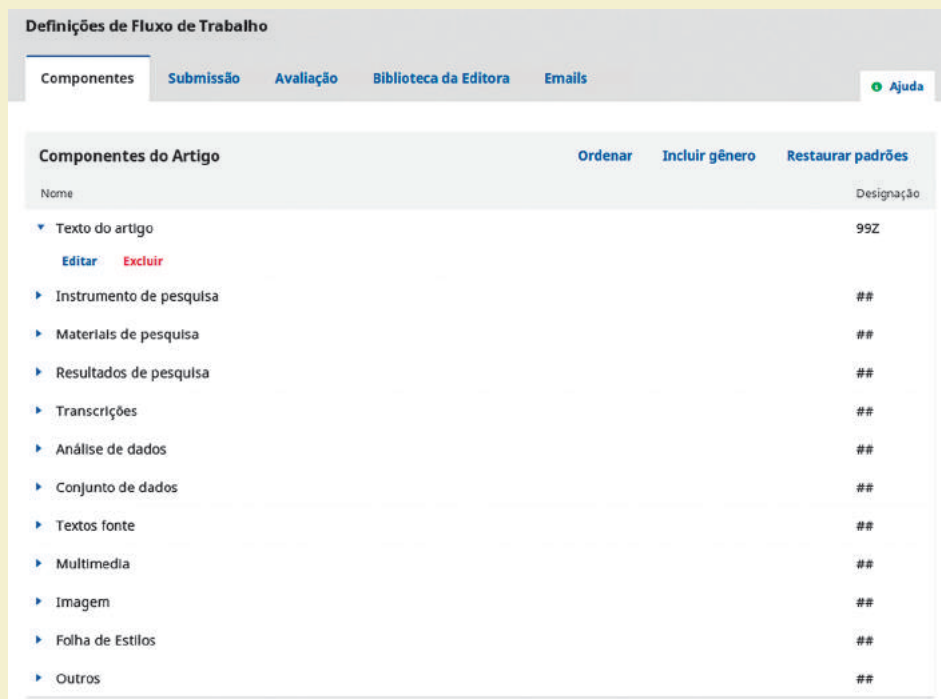 Definições de Fluxo de Trabalho
Componentes Submissão Avaliação Biblioteca da Editora Emails
Ajuda
Componentes do Artigo Ordenar Incluir gênero Restaurar padrões
Nome Designação
Texto do artigo 99Z
Editar Excluir
Instrumento de pesquisa ##
Materiais de pesquisa ##
Resultados de pesquisa ##
Transcrições ##
Análise de dados ##
Conjunto de dados ##
Textos fonte ##
Multimedia ##
Imagem ##
Folha de Estilos ##
Outros ##